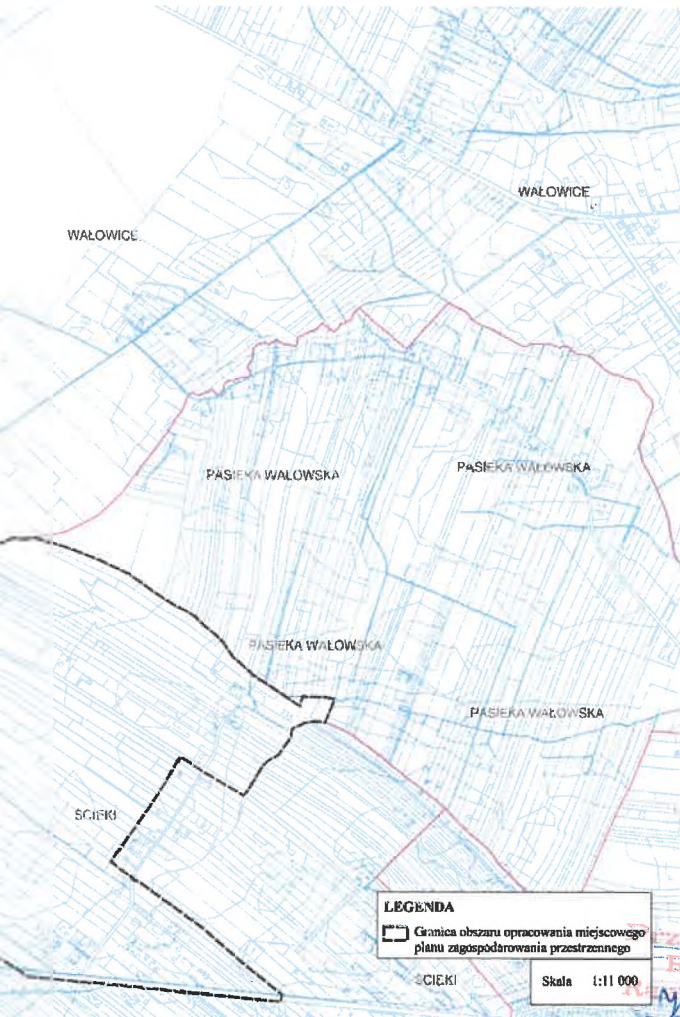 WAŁOWICE
WAŁOWICE
PASIEKA WAŁOWSKA
PASIEKA WAŁOWSKA
PASIEKA WAŁOWSKA
PASIEKA WAŁOWSKA
ŚCIEKI
LEGENDA
Granica obszaru opracowania miejscowego
planu zagospodarowania przestrzennego
ŚCIEKI
Skala 1:11 000